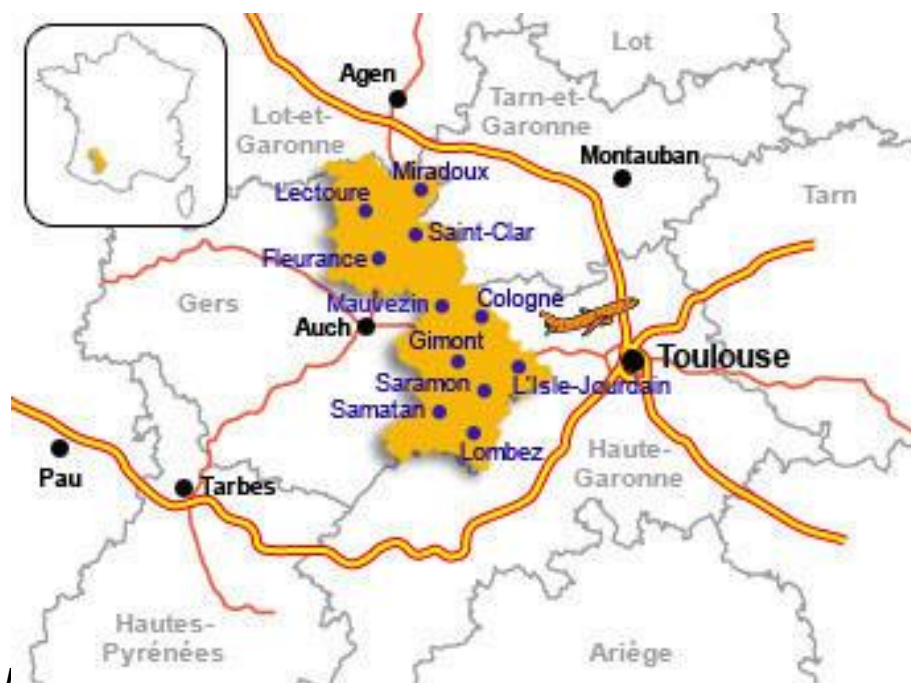 Lot
Agen
Tarn-et-
Garonne
Lot-et-
Garonne
Montauban
Miradoux
Lectoure
Tarn
Saint-Clar
Fleurance
Gers
Mauvezin
Cologne
Auch
Gimont
Toulouse
Saramon
L'Isle-Jourdain
Samatan
Lombez
Haute-
Garonne
Pau
Tarbes
Hautes-
Pyrénées
Ariège